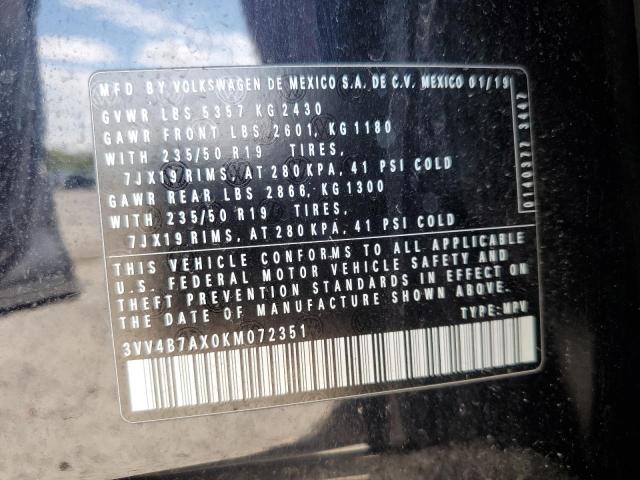 MFD BY VOLKSWAGEN DE MEXICO S.A. DE C.V. MEXICO 01/19
GVWR LBS 5357 KG 2430
GAWR FRONT LBS 2601, KG 1180
WITH 235/50 R19 TIRES,
7JX19 RIMS, AT 280 KPA, 41 PSI COLD
GAWR REAR LBS 2866, KG 1300
WITH 235/50 R19 TIRES,
7JX19 RIMS, AT 280 KPA, 41 PSI COLD
THIS VEHICLE CONFORMS TO ALL APPLICABLE
U.S. FEDERAL MOTOR VEHICLE SAFETY AND
THEFT PREVENTION STANDARDS IN EFFECT ON
THE DATE OF MANUFACTURE SHOWN ABOVE.
3VV4B7AX0KM072351 TYPE: MPV
0140377 3447